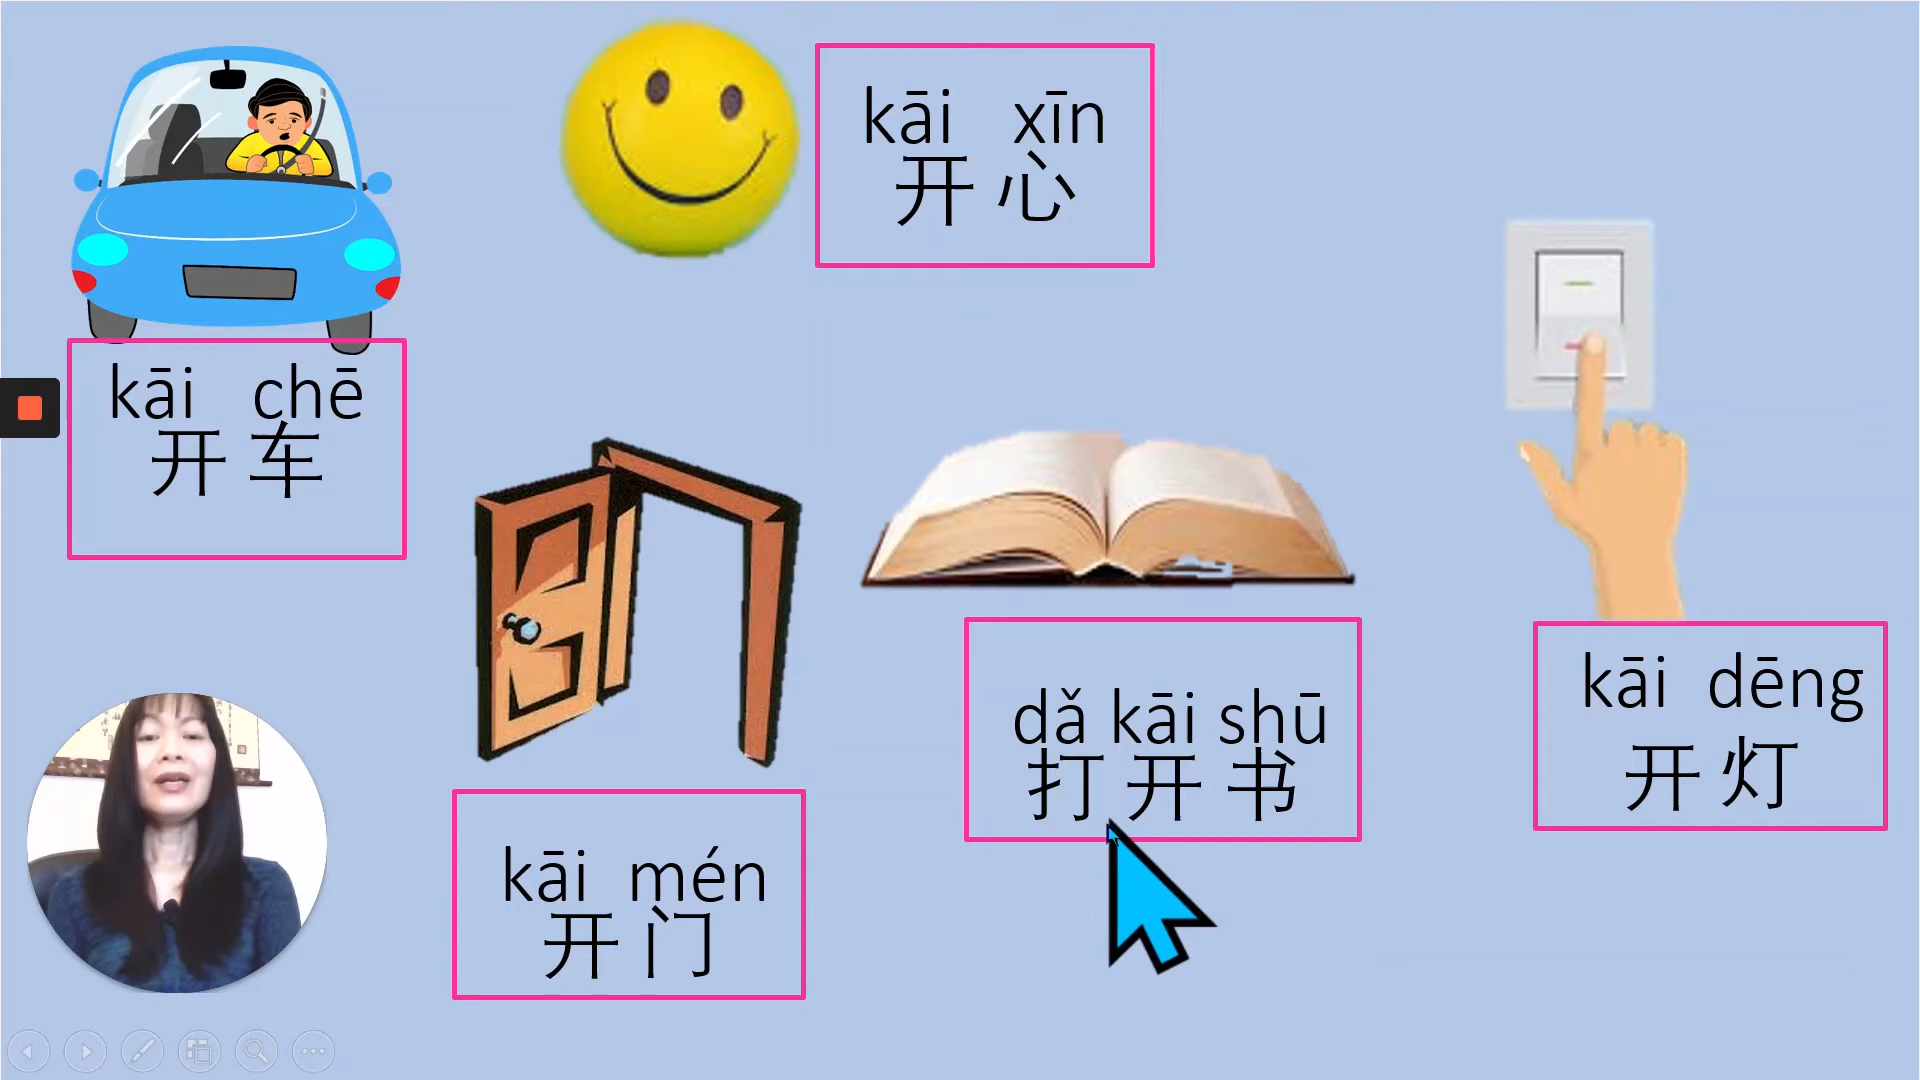 kāi xīn
开 心
kāi chē
开 车
dǎ kāi shū
打 开 书
kāi dēng
开 灯
kāi mén
开 门